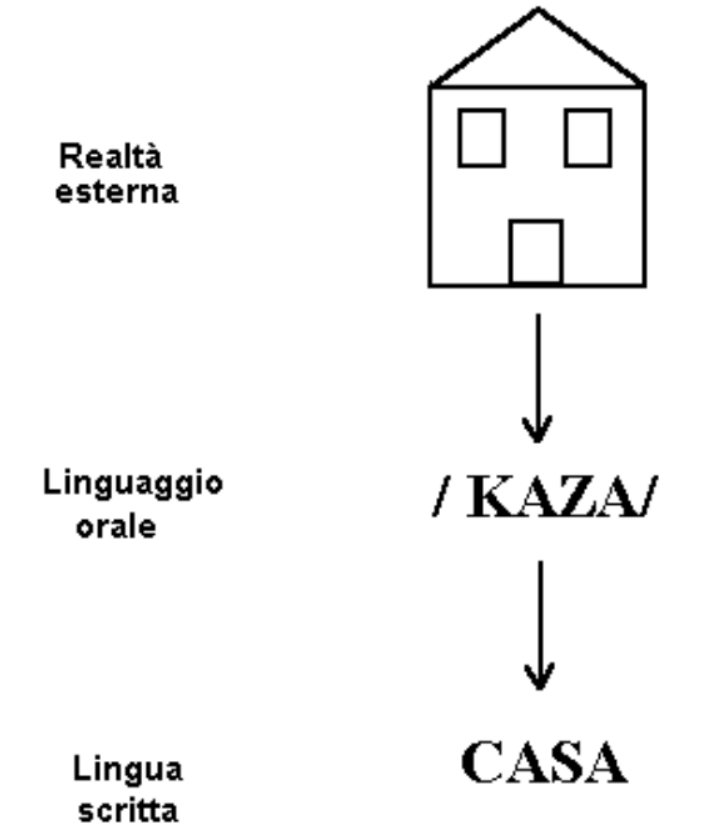 Realtà
esterna
Linguaggio
orale
/ KAZA/
Lingua
scritta
CASA